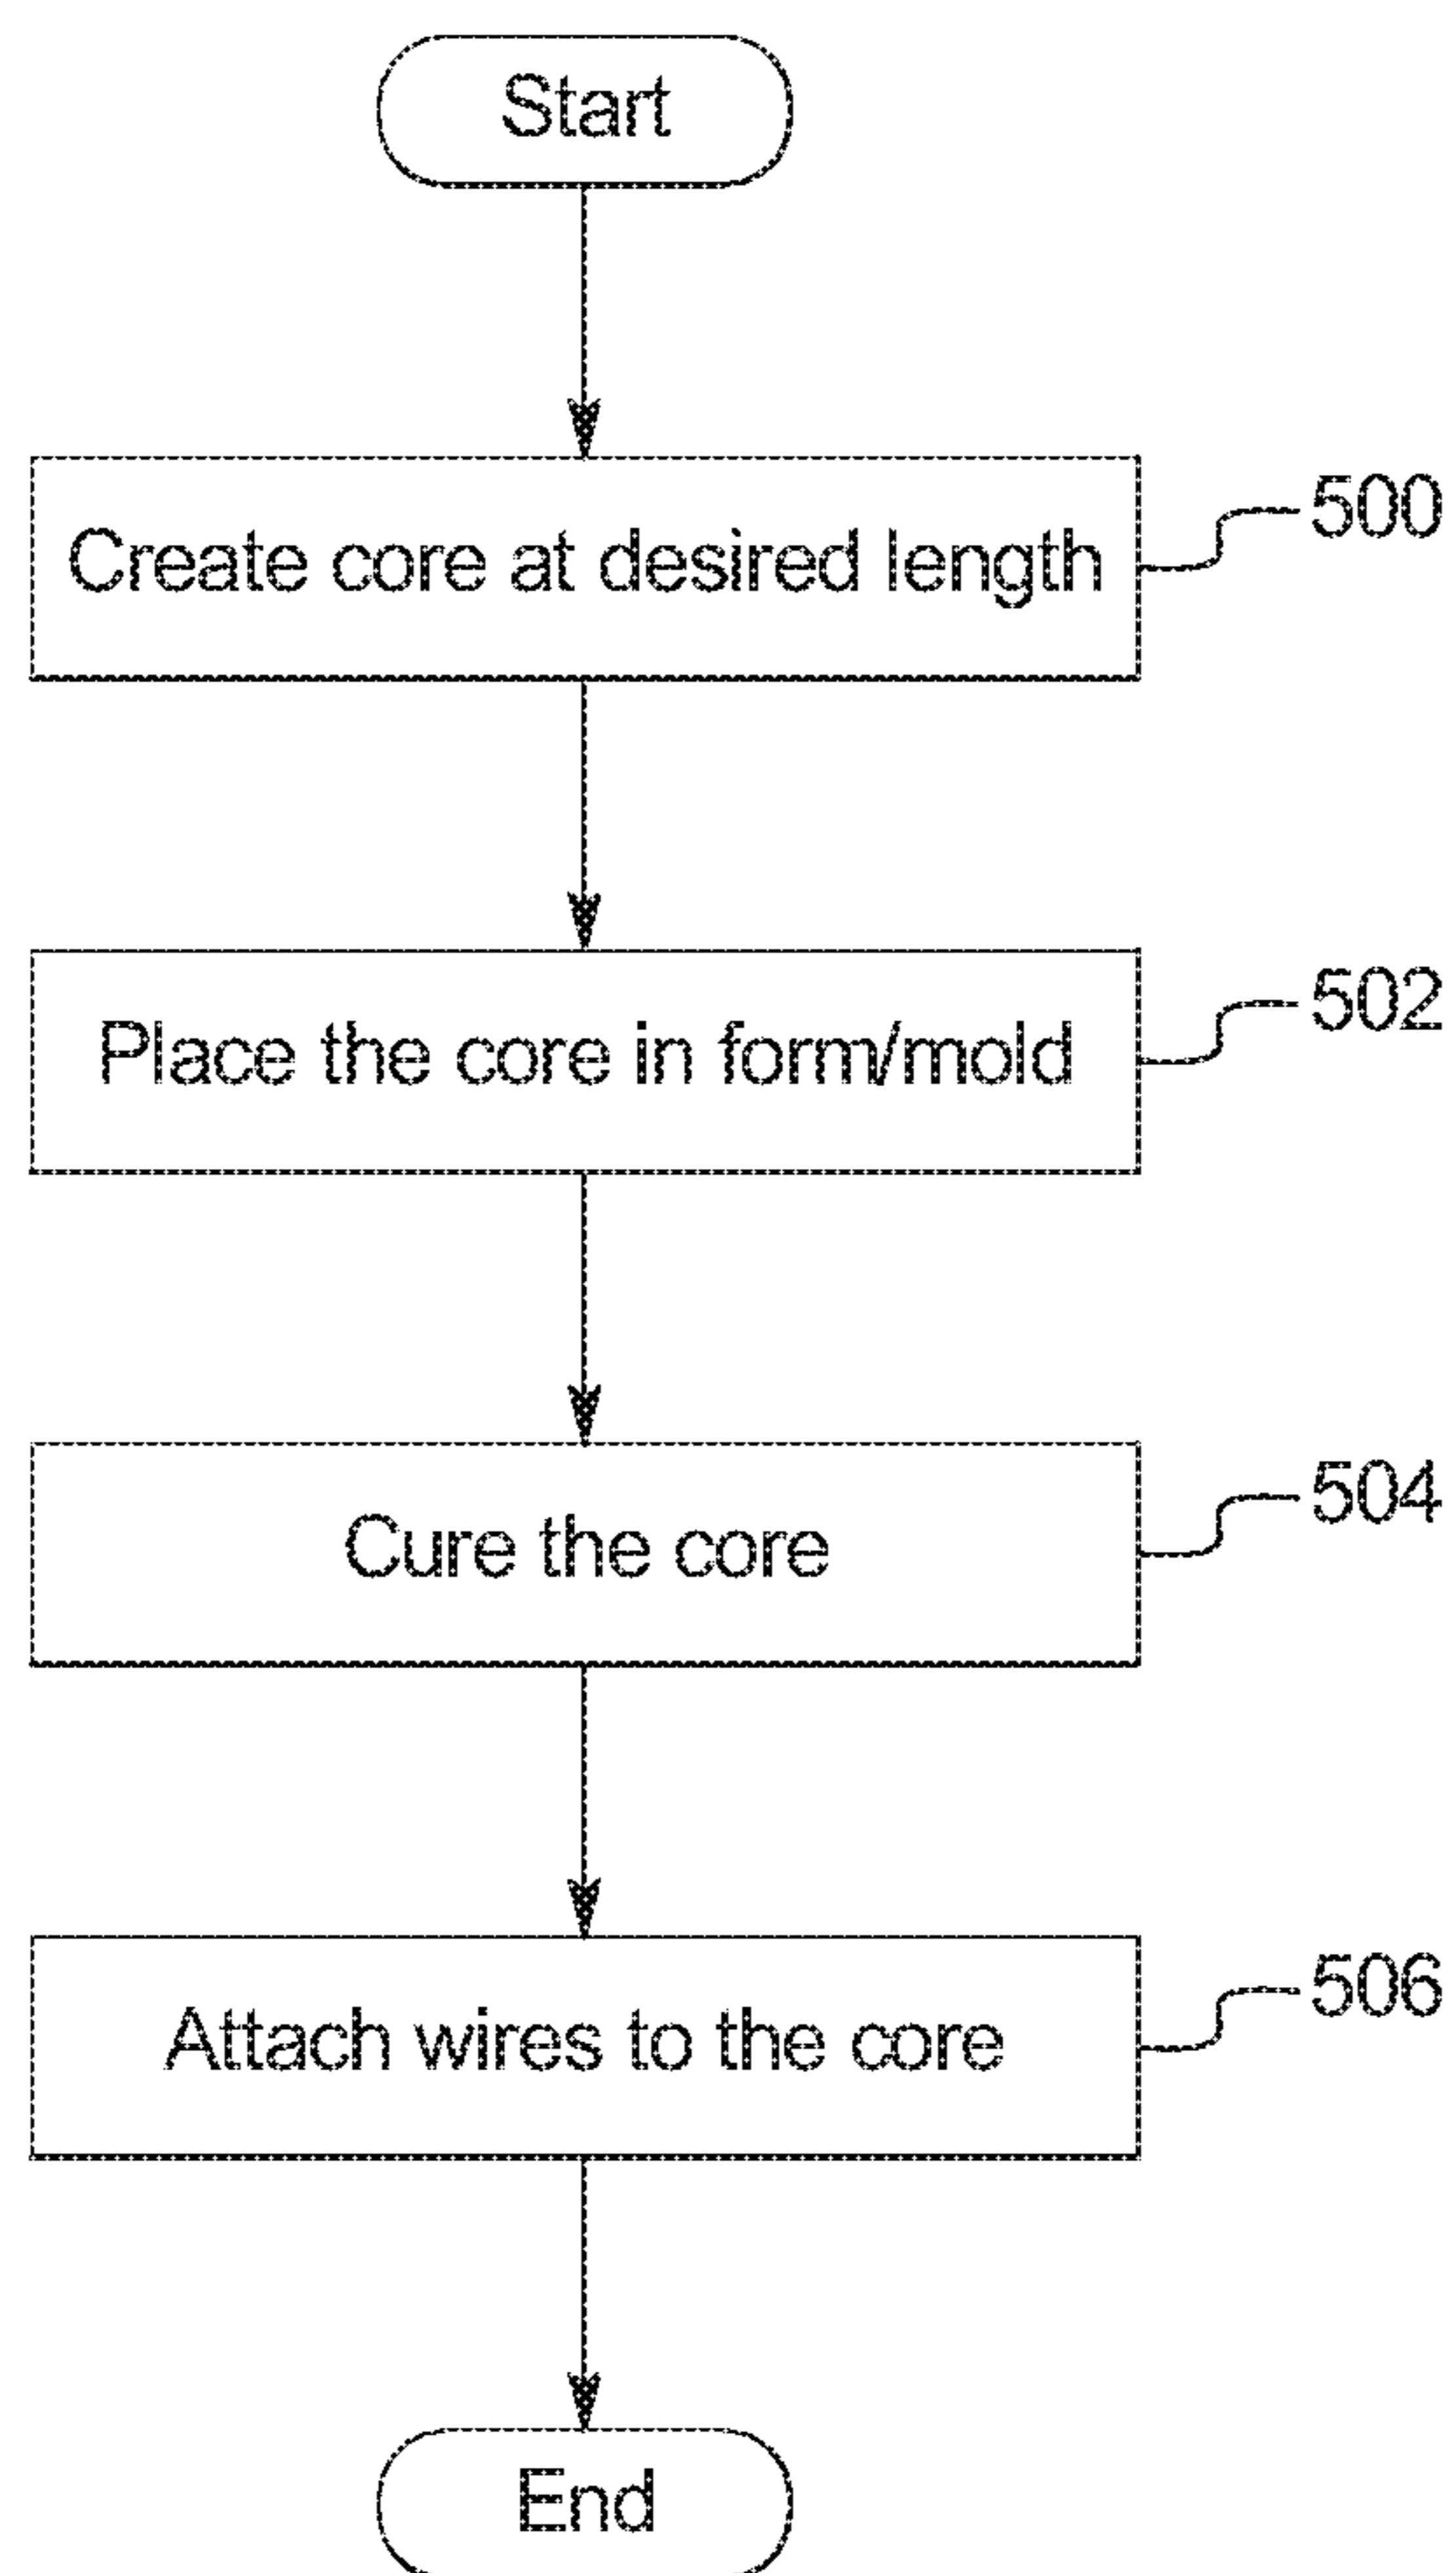 Start
Create core at desired length
500
Place the core in form/mold
502
Cure the core
504
Attach wires to the core
506
End